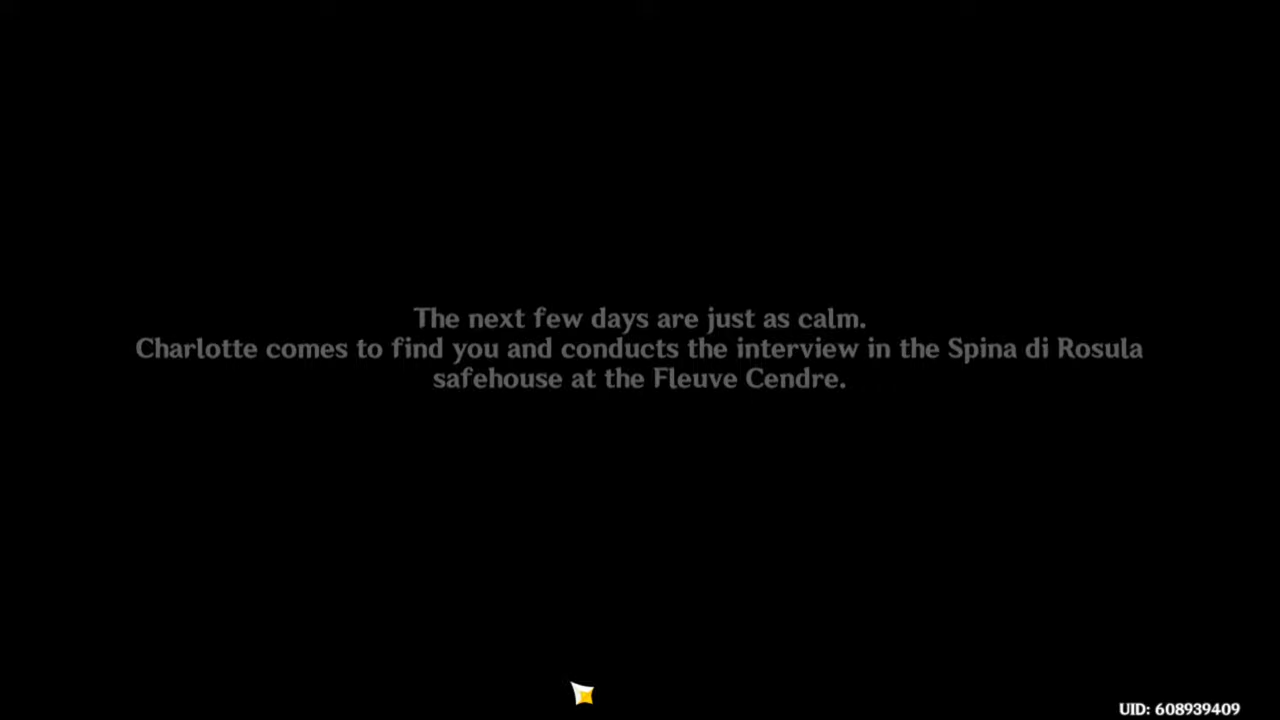 The next few days are just as calm.
Charlotte comes to find you and conducts the interview in the Spina di Rosula
safehouse at the Fleuve Cendre.
UID: 608939409